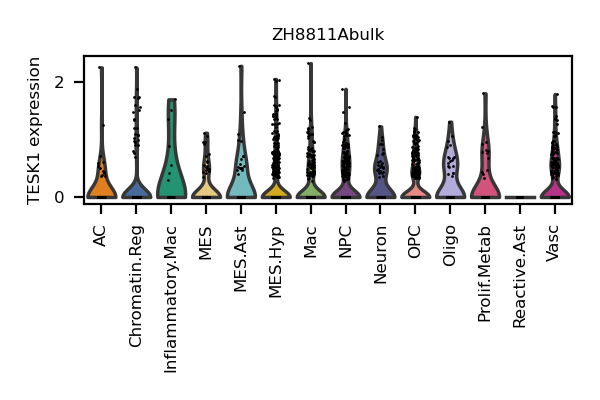 ZH8811Abulk
TESK1 expression
2
0
AC
Chromatin.Reg
Inflammatory.Mac
MES
MES.Ast
MES.Hyp
Mac
NPC
Neuron
OPC
Oligo
Prolif.Metab
Reactive.Ast
Vasc